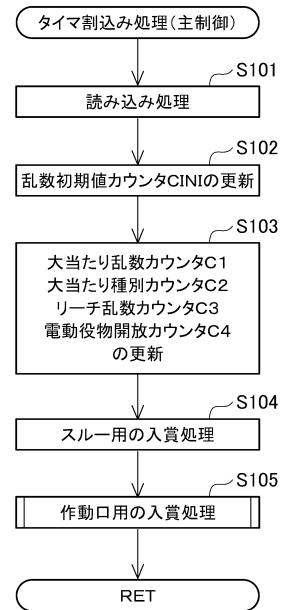 タイマ割込み処理(主制御)
S101
読み込み処理
S102
乱数初期値カウンタCINIの更新
S103
大当たり乱数カウンタC1
大当たり種別カウンタC2
リーチ乱数カウンタC3
電動役物開放カウンタC4
の更新
S104
スルー用の入賞処理
S105
作動口用の入賞処理
RET